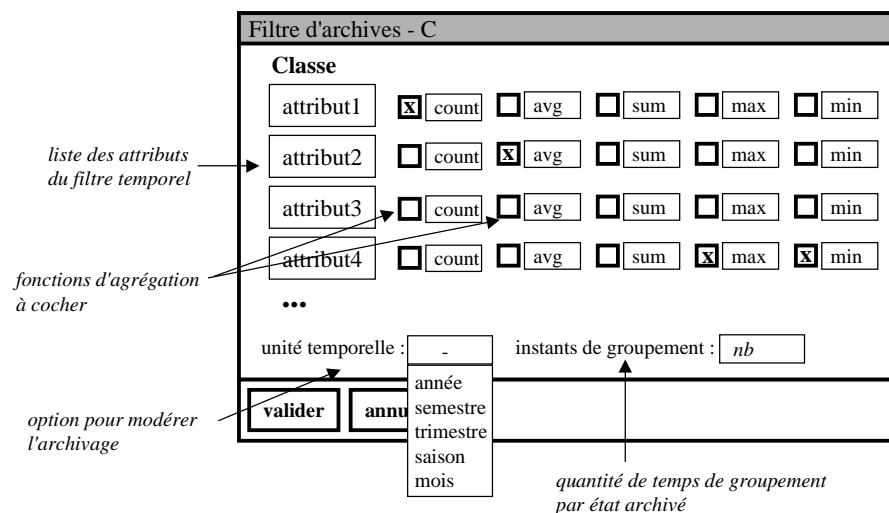 Filtre d'archives - C
Classe
attribut1 x count avg sum max min
liste des attributs
du filtre temporel
attribut2 count x avg sum max min
attribut3 count avg sum max min
fonctions d'agrégation
à cocher
attribut4 count avg sum x max x min
...
unité temporelle : - instants de groupement : nb
année
semestre
trimestre
saison
mois
valider annu
option pour modérer
l'archivage
quantité de temps de groupement
par état archivé